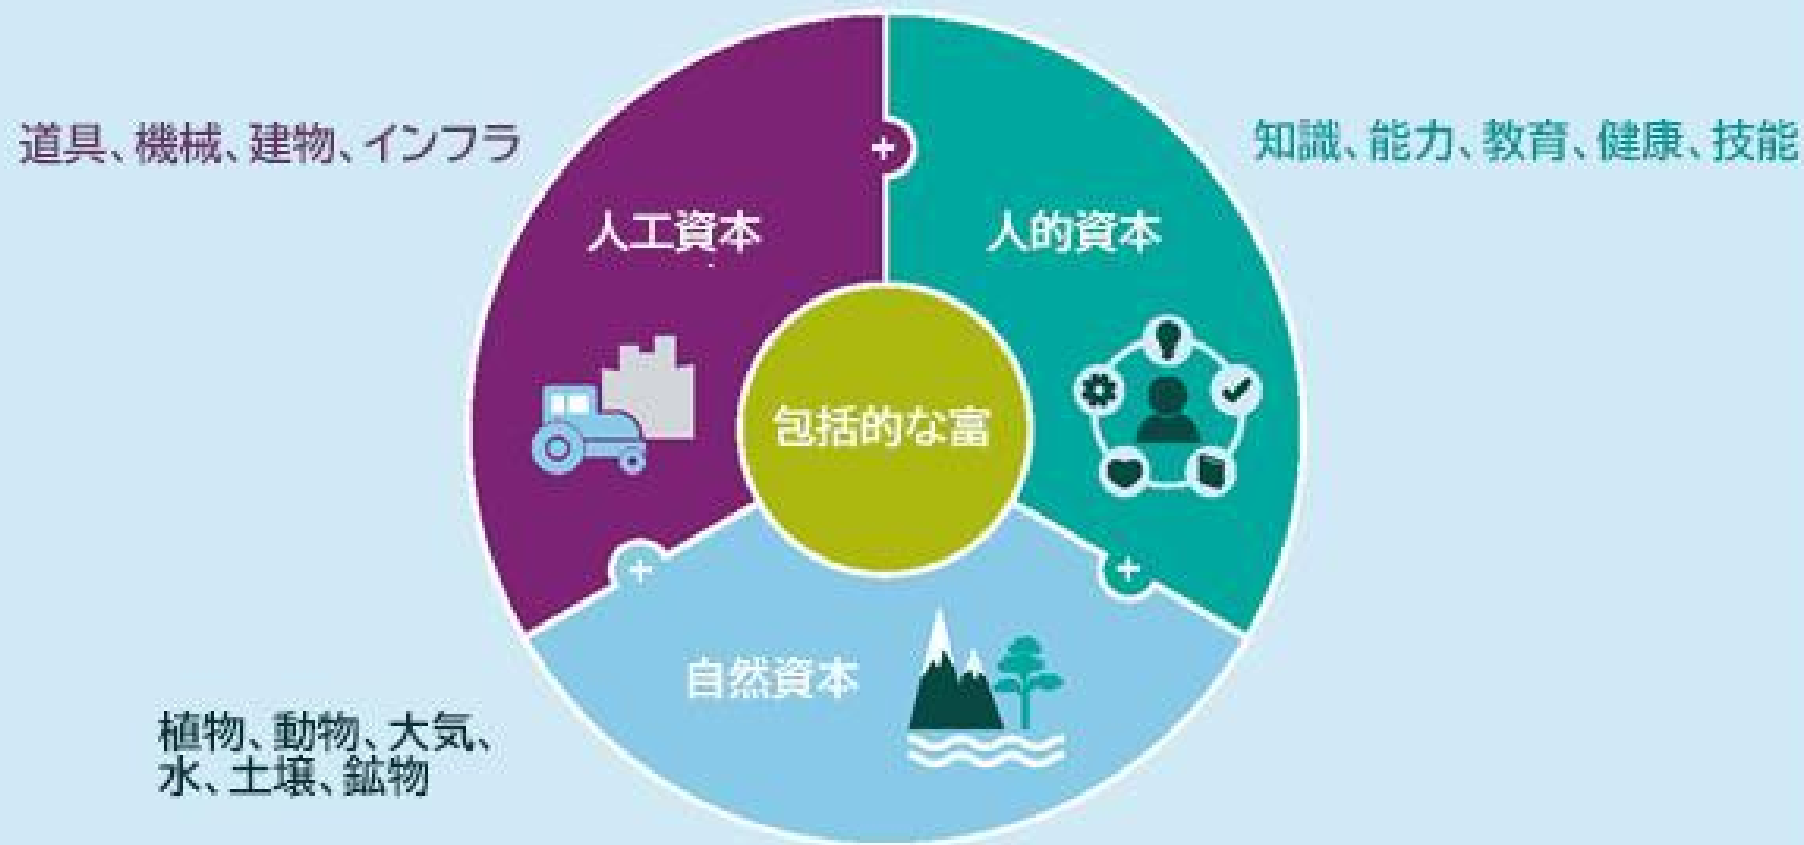 道具、機械、建物、インフラ
知識、能力、教育、健康、技能
+
人工資本
人的資本
包括的な富
+
+
自然資本
植物、動物、大気、
水、土壌、鉱物